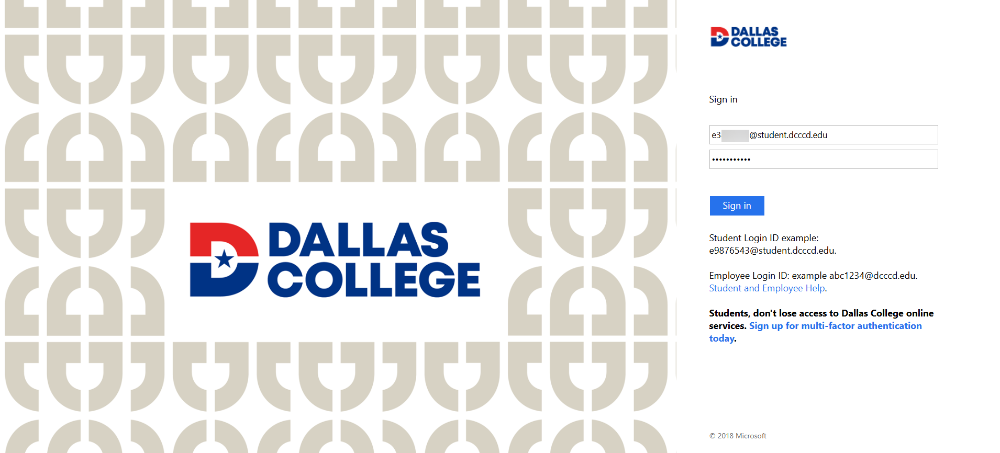 DALLAS
COLLEGE
DALLAS
COLLEGE
Sign in
e3 @student.dcccd.edu
•••••••••••
Sign in
Student Login ID example:
e9876543@student.dcccd.edu.
Employee Login ID: example abc1234@dcccd.edu.
Student and Employee Help.
Students, don't lose access to Dallas College online
services. Sign up for multi-factor authentication
today.
© 2018 Microsoft